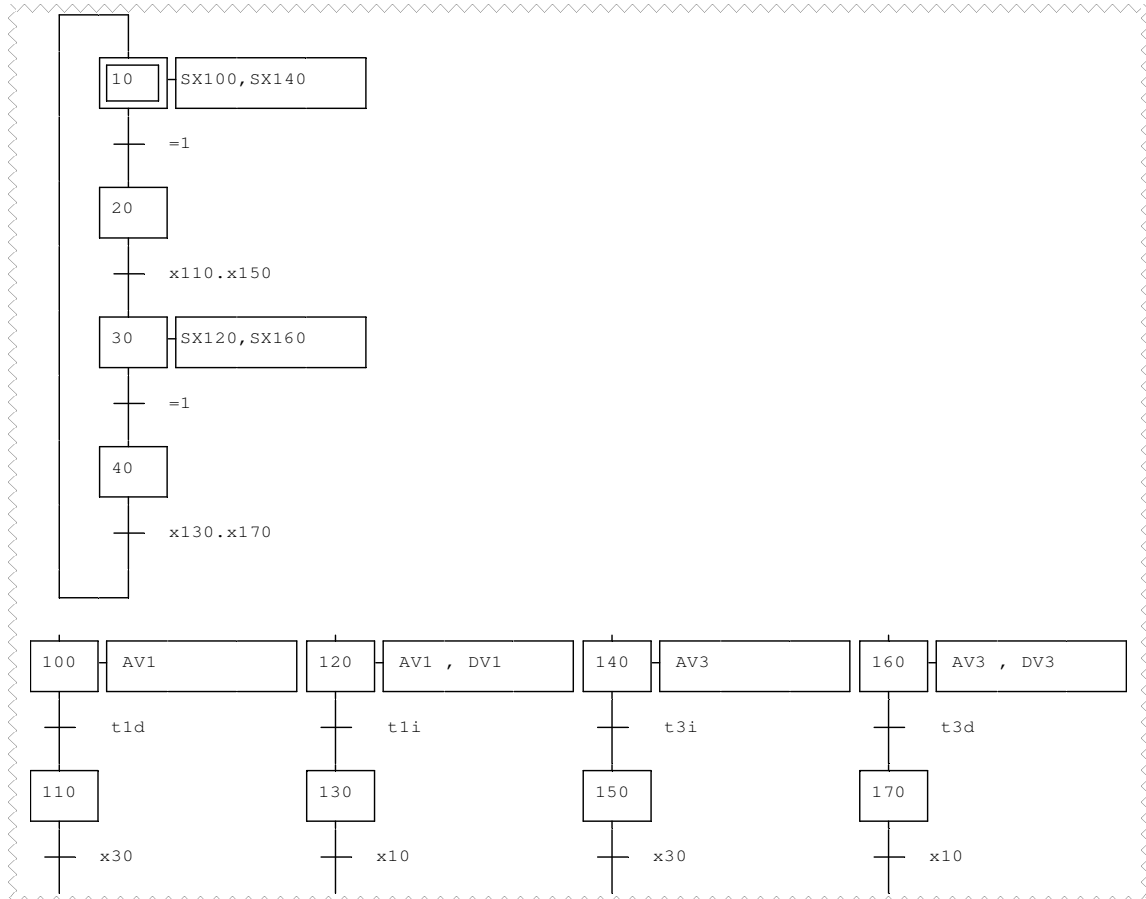 10 SX100,SX140
=1
20
x110.x150
30 SX120,SX160
=1
40
x130.x170
100 AV1 120 AV1 , DV1 140 AV3 160 AV3 , DV3
t1d t1i t3i t3d
110 130 150 170
x30 x10 x30 x10